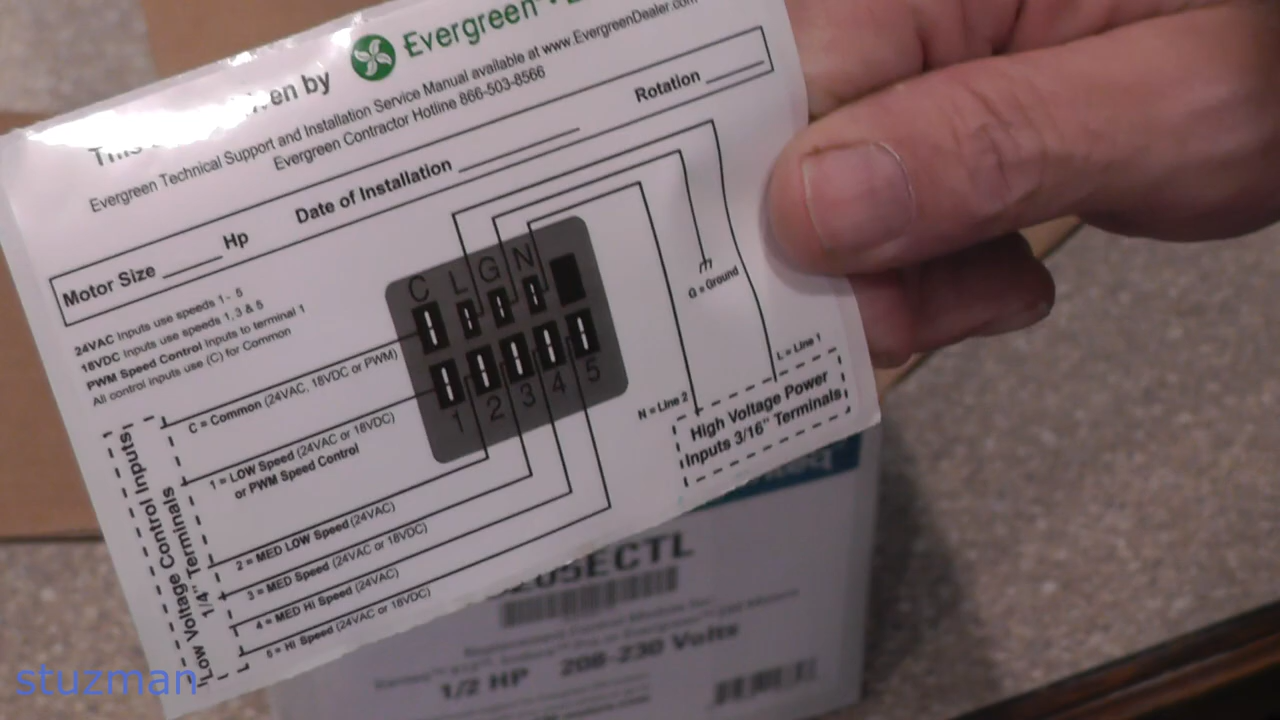 en by Evergreen
Evergreen Technical Support and Installation Service Manual available at www.EvergreenDealer.com
Evergreen Contractor Hotline 866-503-8566
Motor Size ____ Hp
Date of Installation ____
Rotation ____
24VAC Inputs use speeds 1 - 5
18VDC Inputs use speeds 1, 3 & 5
PWM Speed Control Inputs to terminal 1
All control inputs use (C) for Common
C L G N
1 2 3 4 5
G = Ground
L = Line 1
N = Line 2
High Voltage Power
Inputs 3/16" Terminals
Low Voltage Control Inputs
1/4" Terminals
C = Common (24VAC, 18VDC or PWM)
1 = LOW Speed (24VAC or 18VDC)
or PWM Speed Control
2 = MED LOW Speed (24VAC)
3 = MED Speed (24VAC or 18VDC)
4 = MED Hi Speed (24VAC)
5 = Hi Speed (24VAC or 18VDC)
05ECTL
1/2 HP 208-230 Volts
stuzman